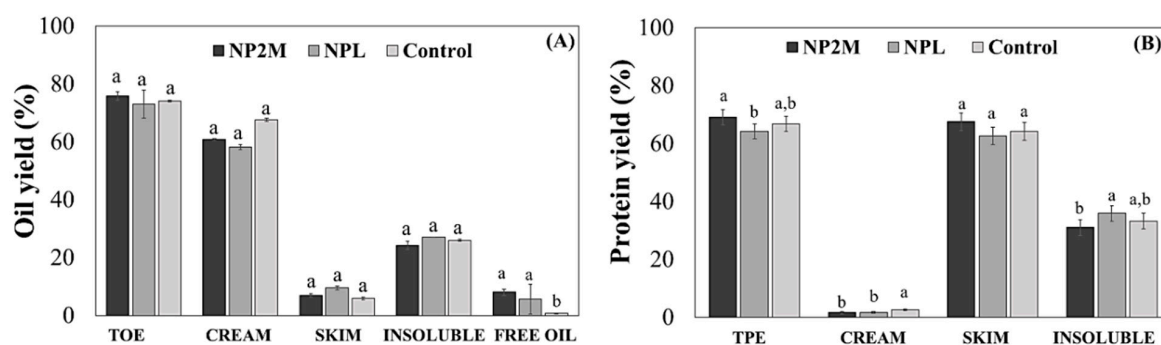 100
80
60
40
20
0
Oil yield (%)
NP2M NPL Control
(A)
a a a
a a a
a a a
a a a
a a b
TOE CREAM SKIM INSOLUBLE FREE OIL
100
80
60
40
20
0
Protein yield (%)
NP2M NPL Control
(B)
a b a,b
b b a
a a a
b a a,b
TPE CREAM SKIM INSOLUBLE